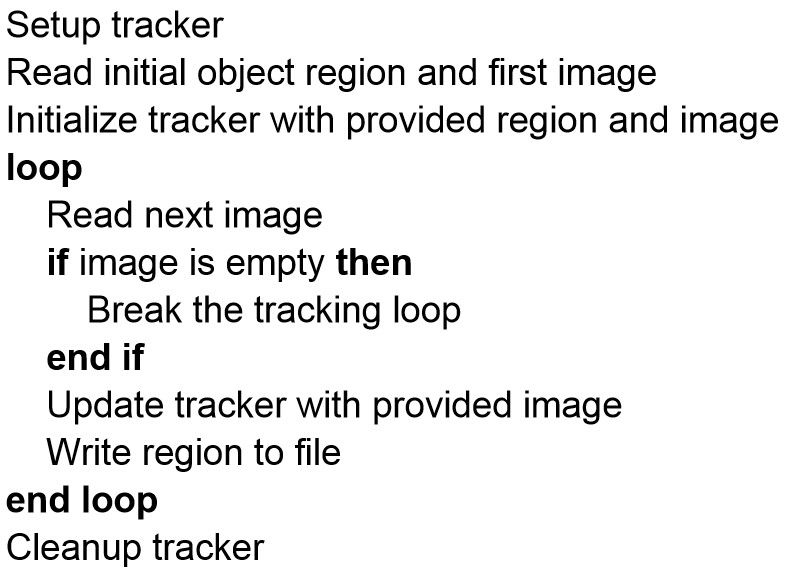 Setup tracker
Read initial object region and first image
Initialize tracker with provided region and image
loop
Read next image
if image is empty then
Break the tracking loop
end if
Update tracker with provided image
Write region to file
end loop
Cleanup tracker